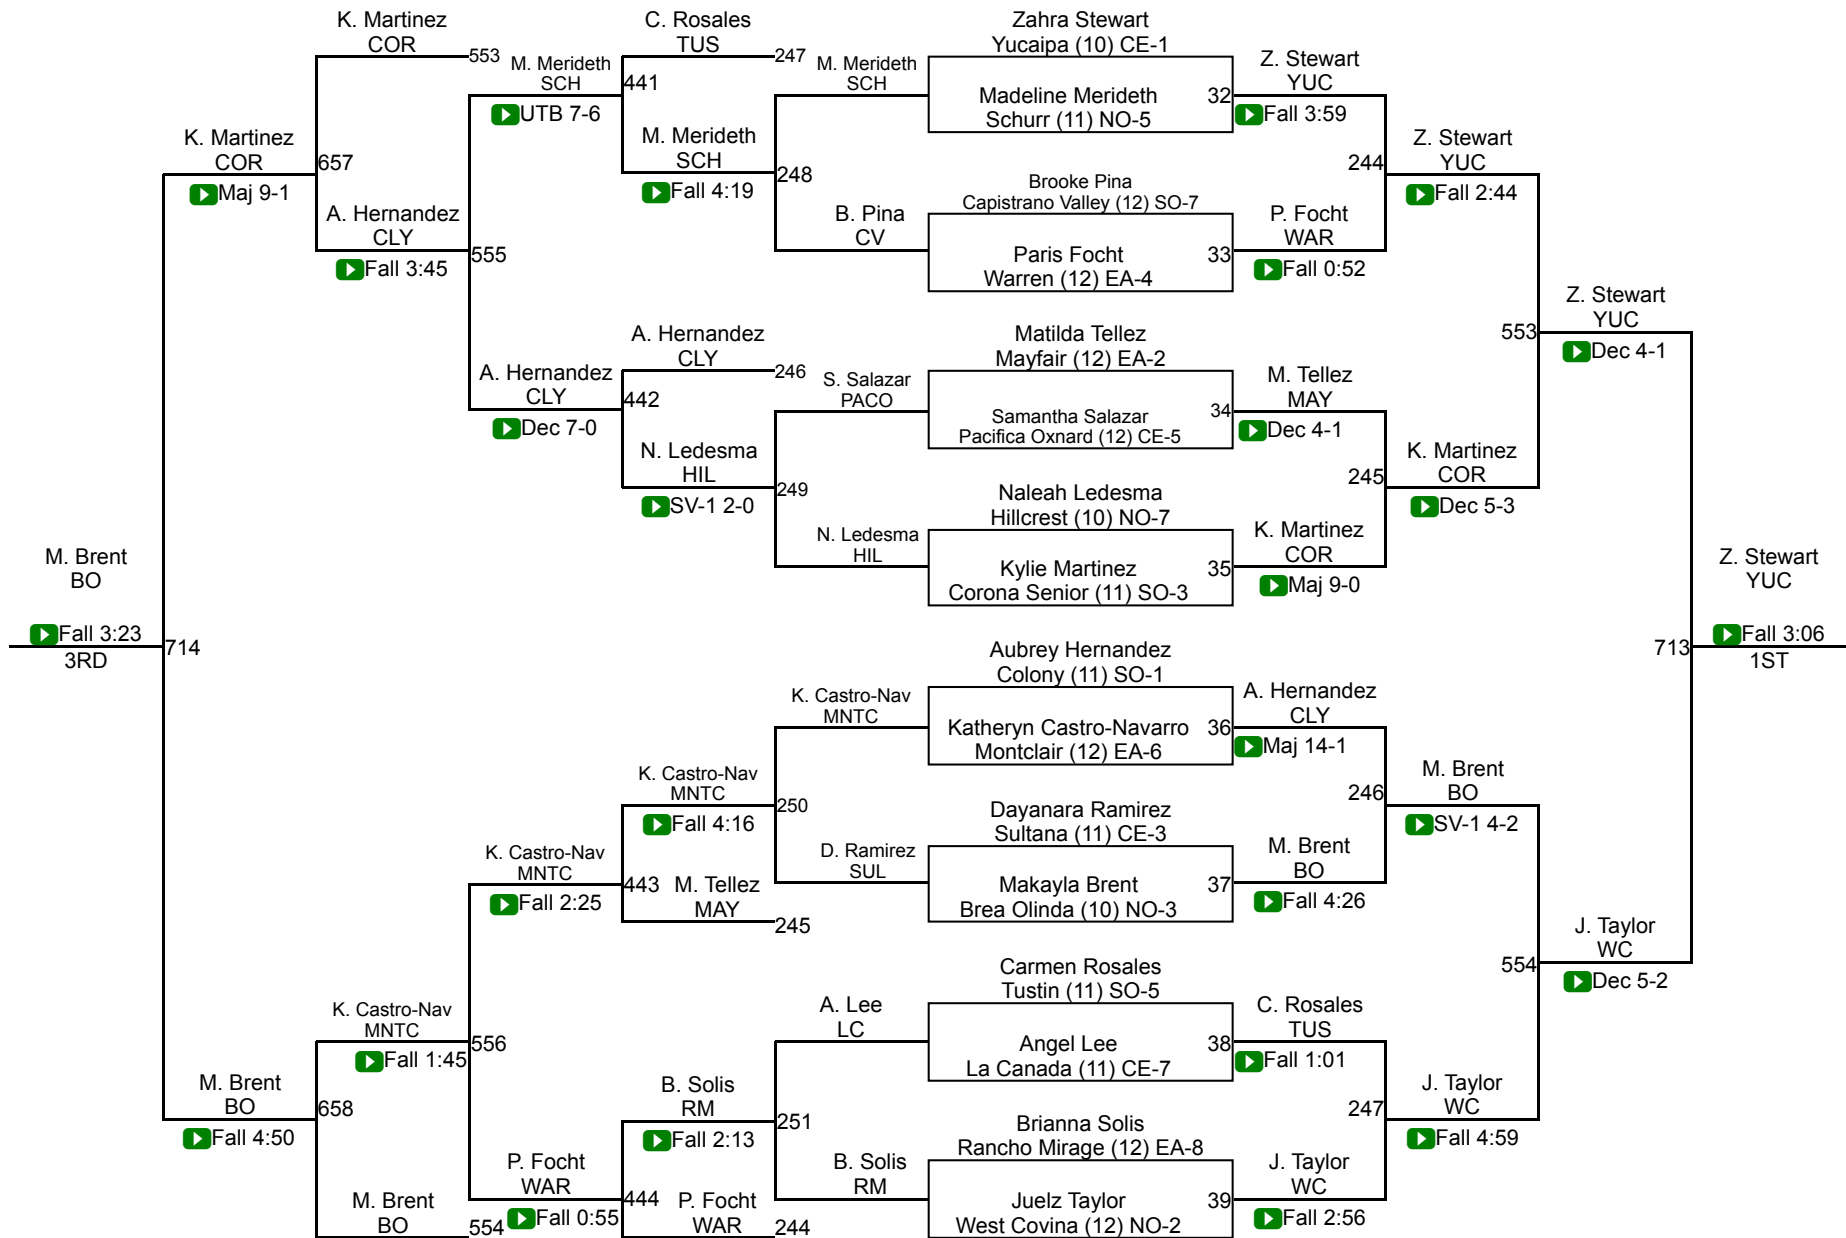 K. Martinez
COR
553
C. Rosales
TUS
247
M. Merideth
SCH
441
UTB 7-6
M. Merideth
SCH
Zahra Stewart
Yucaipa (10) CE-1
Madeline Merideth
Schurr (11) NO-5
32
Z. Stewart
YUC
Fall 3:59
K. Martinez
COR
657
Maj 9-1
M. Merideth
SCH
248
Fall 4:19
244
Z. Stewart
YUC
Fall 2:44
A. Hernandez
CLY
555
Fall 3:45
B. Pina
CV
Brooke Pina
Capistrano Valley (12) SO-7
Paris Focht
Warren (12) EA-4
33
P. Focht
WAR
Fall 0:52
A. Hernandez
CLY
246
Matilda Tellez
Mayfair (12) EA-2
553
Z. Stewart
YUC
Dec 4-1
A. Hernandez
CLY
442
Dec 7-0
S. Salazar
PACO
Samantha Salazar
Pacifica Oxnard (12) CE-5
34
M. Tellez
MAY
Dec 4-1
N. Ledesma
HIL
249
SV-1 2-0
Naleah Ledesma
Hillcrest (10) NO-7
245
K. Martinez
COR
Dec 5-3
N. Ledesma
HIL
Kylie Martinez
Corona Senior (11) SO-3
35
K. Martinez
COR
Maj 9-0
M. Brent
BO
Fall 3:23
3RD
714
Z. Stewart
YUC
713
Fall 3:06
1ST
Aubrey Hernandez
Colony (11) SO-1
K. Castro-Nav
MNTC
Katheryn Castro-Navarro
Montclair (12) EA-6
36
A. Hernandez
CLY
Maj 14-1
K. Castro-Nav
MNTC
250
Fall 4:16
Dayanara Ramirez
Sultana (11) CE-3
246
M. Brent
BO
SV-1 4-2
K. Castro-Nav
MNTC
443
Fall 2:25
M. Tellez
MAY
245
D. Ramirez
SUL
Makayla Brent
Brea Olinda (10) NO-3
37
M. Brent
BO
Fall 4:26
554
J. Taylor
WC
Dec 5-2
Carmen Rosales
Tustin (11) SO-5
K. Castro-Nav
MNTC
556
Fall 1:45
A. Lee
LC
Angel Lee
La Canada (11) CE-7
38
C. Rosales
TUS
Fall 1:01
M. Brent
BO
658
Fall 4:50
B. Solis
RM
251
Fall 2:13
Brianna Solis
Rancho Mirage (12) EA-8
247
J. Taylor
WC
Fall 4:59
P. Focht
WAR
444
Fall 0:55
B. Solis
RM
Juelz Taylor
West Covina (12) NO-2
39
J. Taylor
WC
Fall 2:56
M. Brent
BO
554
P. Focht
WAR
244